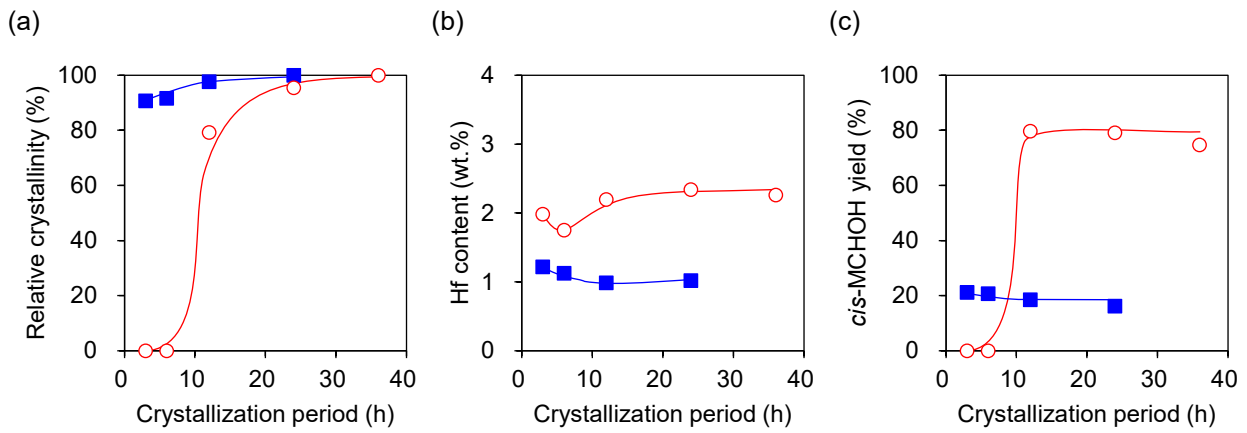 (a)
(b)
(c)
Relative crystallinity (%)
100
80
60
40
20
0
0 10 20 30 40
Crystallization period (h)
Hf content (wt.%)
4
3
2
1
0
0 10 20 30 40
Crystallization period (h)
cis-MCHOH yield (%)
100
80
60
40
20
0
0 10 20 30 40
Crystallization period (h)